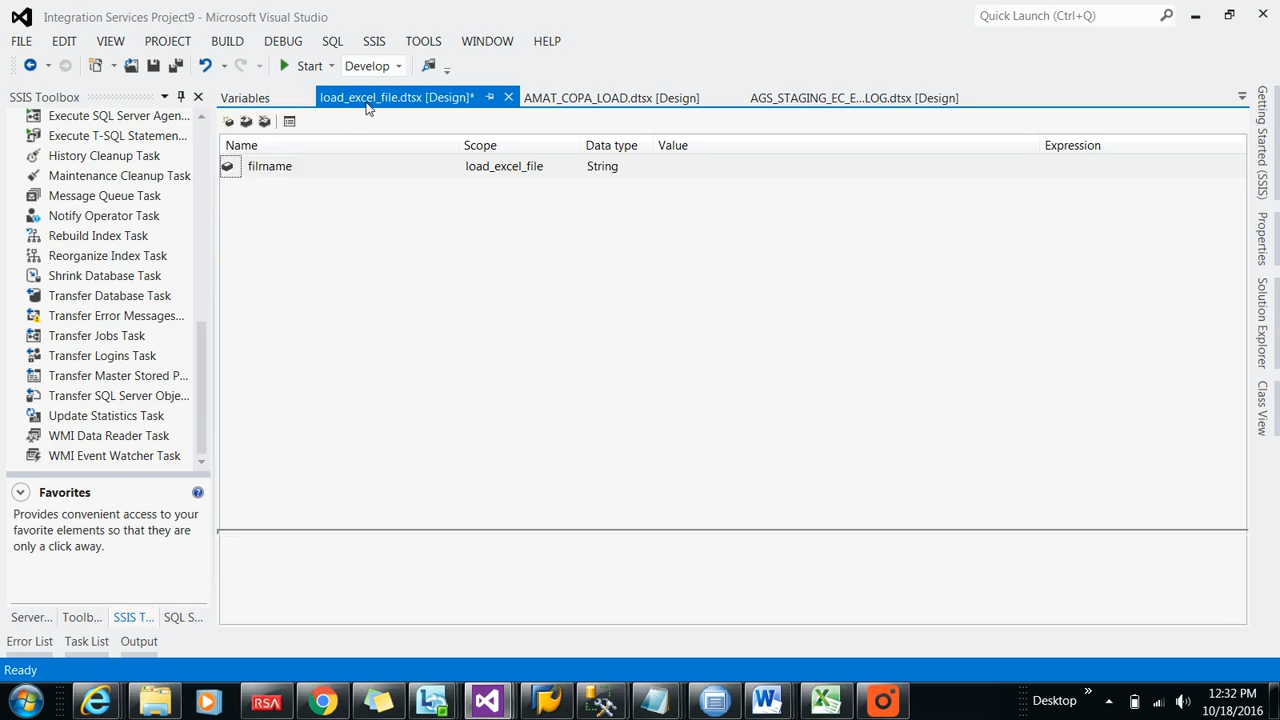 Integration Services Project9 - Microsoft Visual Studio
Quick Launch (Ctrl+Q)
FILE EDIT VIEW PROJECT BUILD DEBUG SQL SSIS TOOLS WINDOW HELP
Start Develop
SSIS Toolbox
Variables load_excel_file.dtsx [Design]* AMAT_COPA_LOAD.dtsx [Design] AGS_STAGING_EC_E...LOG.dtsx [Design]
Name Scope Data type Value Expression
filrname load_excel_file String
Execute SQL Server Agen...
Execute T-SQL Statemen...
History Cleanup Task
Maintenance Cleanup Task
Message Queue Task
Notify Operator Task
Rebuild Index Task
Reorganize Index Task
Shrink Database Task
Transfer Database Task
Transfer Error Messages...
Transfer Jobs Task
Transfer Logins Task
Transfer Master Stored P...
Transfer SQL Server Obje...
Update Statistics Task
WMI Data Reader Task
WMI Event Watcher Task
Favorites
Provides convenient access to your
favorite elements so that they are
only a click away.
Server... Toolb... SSIS T... SQL S...
Error List Task List Output
Getting Started (SSIS)
Properties
Solution Explorer
Class View
Ready
RSA
Desktop
12:32 PM
10/18/2016